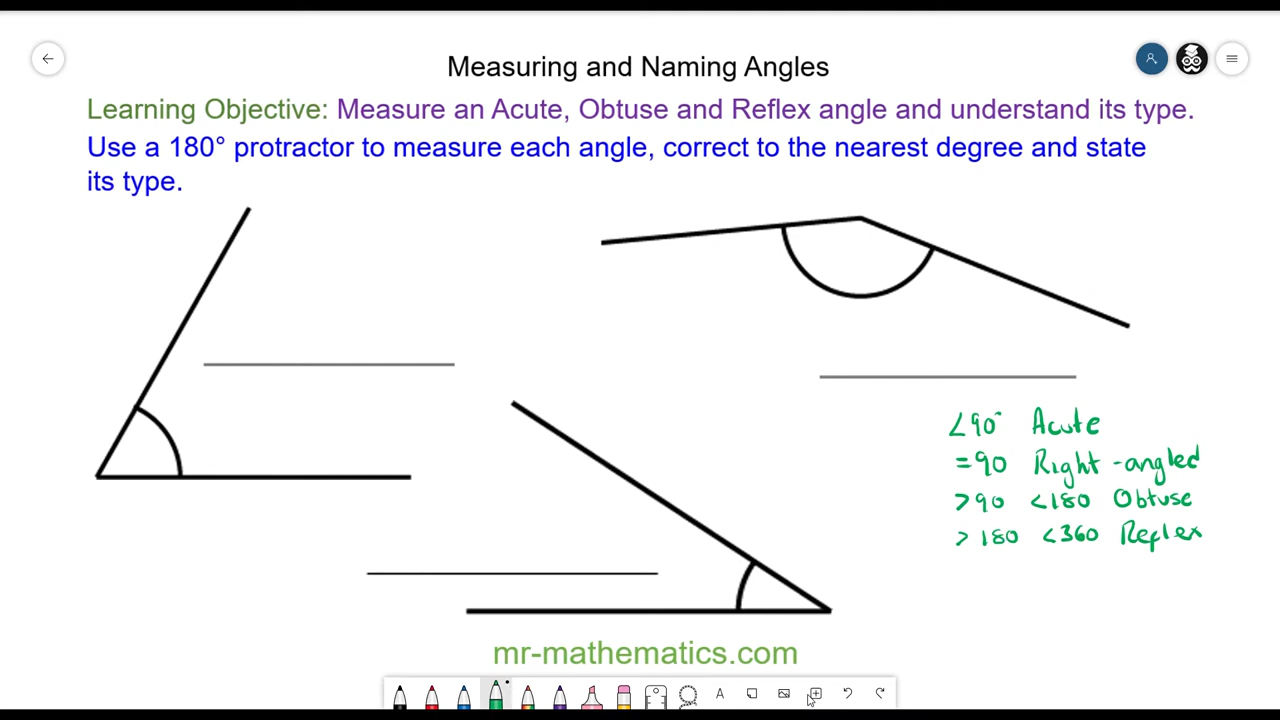 Measuring and Naming Angles
Learning Objective: Measure an Acute, Obtuse and Reflex angle and understand its type.
Use a 180° protractor to measure each angle, correct to the nearest degree and state
its type.
<90° Acute
=90 Right-angled
>90 <180 Obtuse
>180 <360 Reflex
mr-mathematics.com
A